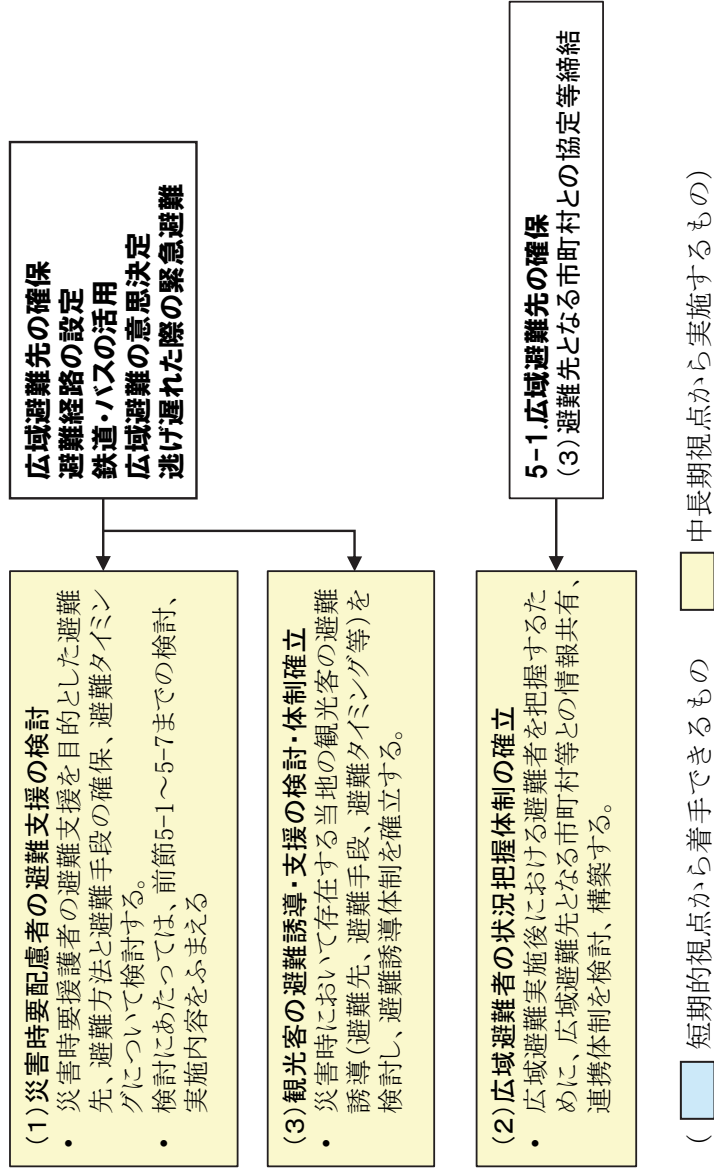 (1)災害時要配慮者の避難支援の検討
• 災害時要援護者の避難支援を目的とした避難
先、避難方法と避難手段の確保、避難タイミン
グについて検討する。
• 検討にあたっては、前節5-1～5-7までの検討、
実施内容をふまえる
広域避難先の確保
避難経路の設定
鉄道・バスの活用
広域避難の意思決定
逃げ遅れた際の緊急避難
(3)観光客の避難誘導・支援の検討・体制確立
• 災害時において存在する当地の観光客の避難
誘導(避難先、避難手段、避難タイミング等)を
検討し、避難誘導体制を確立する。
(2)広域避難者の状況把握体制の確立
• 広域避難実施後における避難者を把握するた
めに、広域避難先となる市町村等との情報共有、
連携体制を検討、構築する。
5-1.広域避難先の確保
(3)避難先となる市町村との協定等締結
( 短期的視点から着手できるもの 中長期視点から実施するもの)